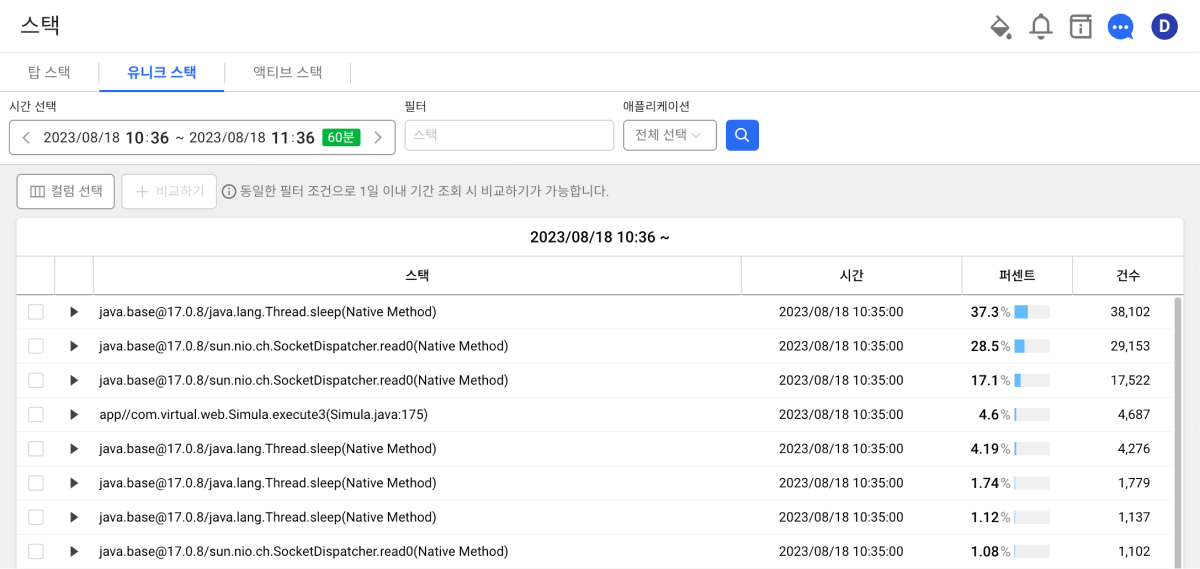 스택
D
탑 스택 유니크 스택 액티브 스택
시간 선택 필터 애플리케이션
2023/08/18 10:36 ~ 2023/08/18 11:36 60분 스택 전체 선택
컬럼 선택 비교하기 동일한 필터 조건으로 1일 이내 기간 조회 시 비교하기가 가능합니다.
2023/08/18 10:36 ~
스택 시간 퍼센트 건수
java.base@17.0.8/java.lang.Thread.sleep(Native Method) 2023/08/18 10:35:00 37.3% 38,102
java.base@17.0.8/sun.nio.ch.SocketDispatcher.read0(Native Method) 2023/08/18 10:35:00 28.5% 29,153
java.base@17.0.8/sun.nio.ch.SocketDispatcher.read0(Native Method) 2023/08/18 10:35:00 17.1% 17,522
app//com.virtual.web.Simula.execute3(Simula.java:175) 2023/08/18 10:35:00 4.6% 4,687
java.base@17.0.8/java.lang.Thread.sleep(Native Method) 2023/08/18 10:35:00 4.19% 4,276
java.base@17.0.8/java.lang.Thread.sleep(Native Method) 2023/08/18 10:35:00 1.74% 1,779
java.base@17.0.8/java.lang.Thread.sleep(Native Method) 2023/08/18 10:35:00 1.12% 1,137
java.base@17.0.8/sun.nio.ch.SocketDispatcher.read0(Native Method) 2023/08/18 10:35:00 1.08% 1,102